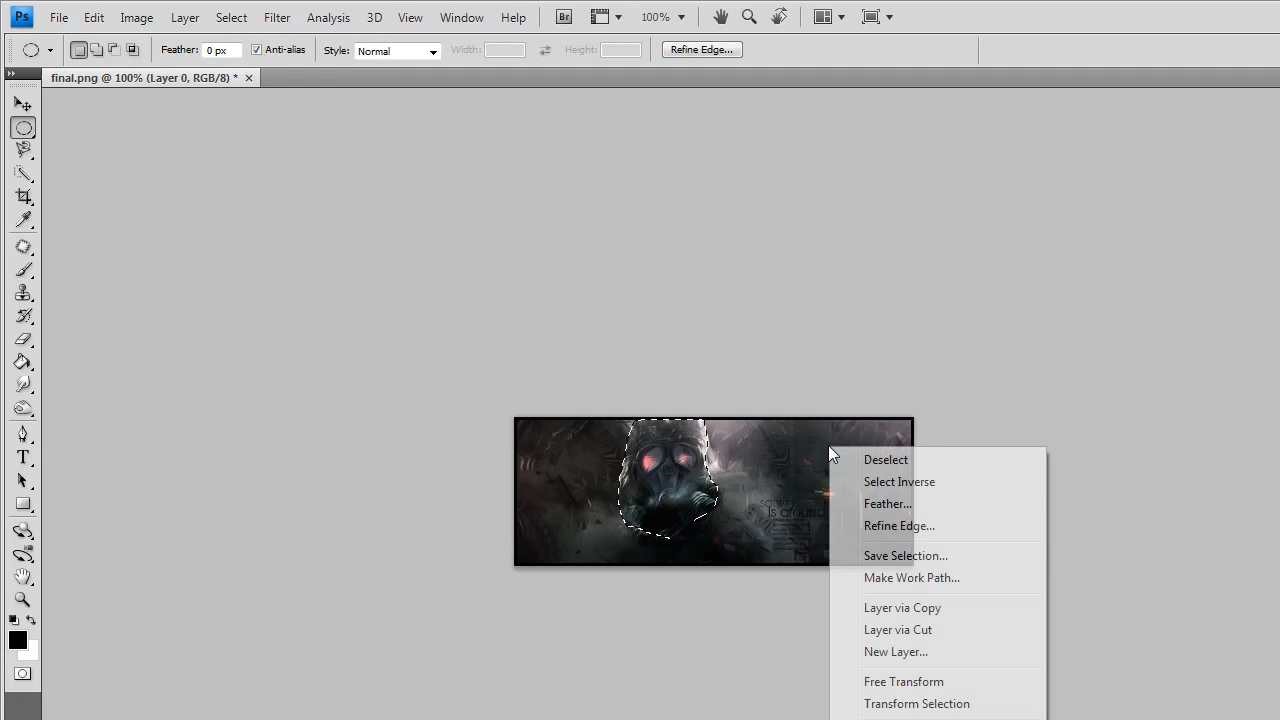 Ps File Edit Image Layer Select Filter Analysis 3D View Window Help Br 100%
Feather: 0 px Anti-alias Style: Normal Width: Height: Refine Edge...
final.png @ 100% (Layer 0, RGB/8) *
Deselect
Select Inverse
Feather...
Is around
Refine Edge...
Save Selection...
Make Work Path...
Layer via Copy
Layer via Cut
New Layer...
Free Transform
Transform Selection